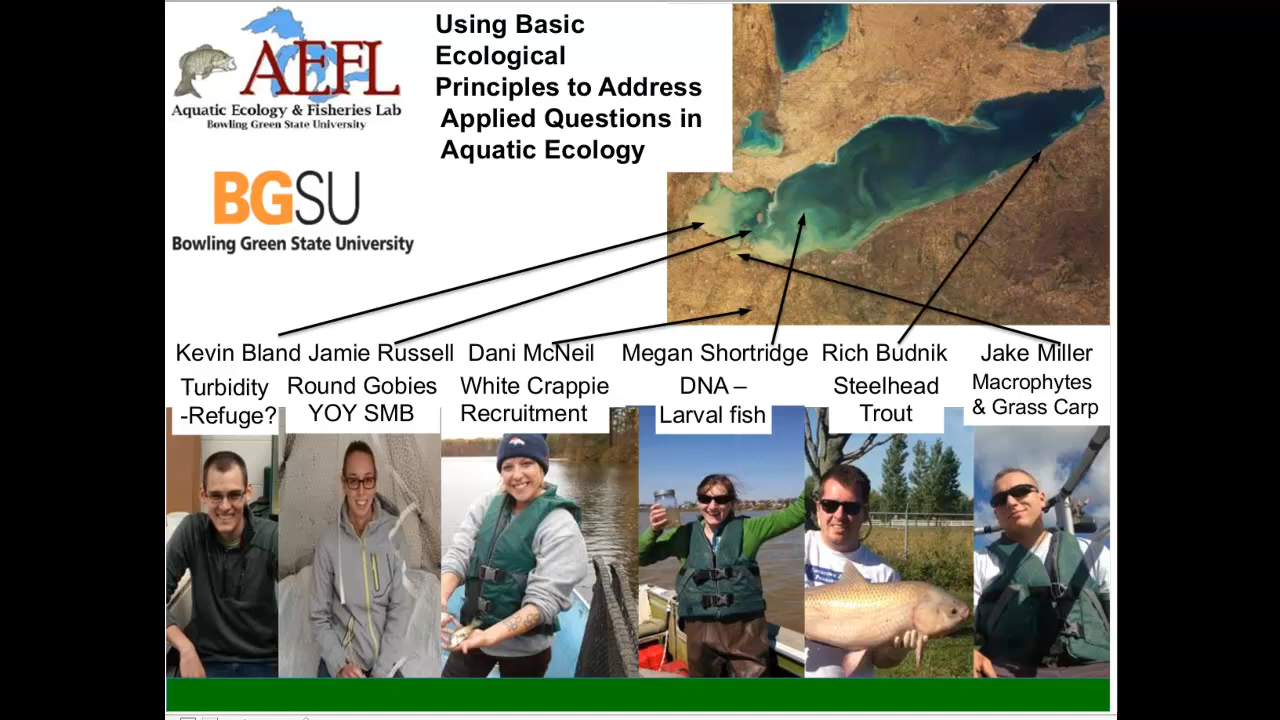 AEFL
Aquatic Ecology & Fisheries Lab
Bowling Green State University
BGSU
Bowling Green State University
Using Basic
Ecological
Principles to Address
Applied Questions in
Aquatic Ecology
Kevin Bland Jamie Russell Dani McNeil Megan Shortridge Rich Budnik Jake Miller
Turbidity
-Refuge?
Round Gobies
YOY SMB
White Crappie
Recruitment
DNA –
Larval fish
Steelhead
Trout
Macrophytes
& Grass Carp